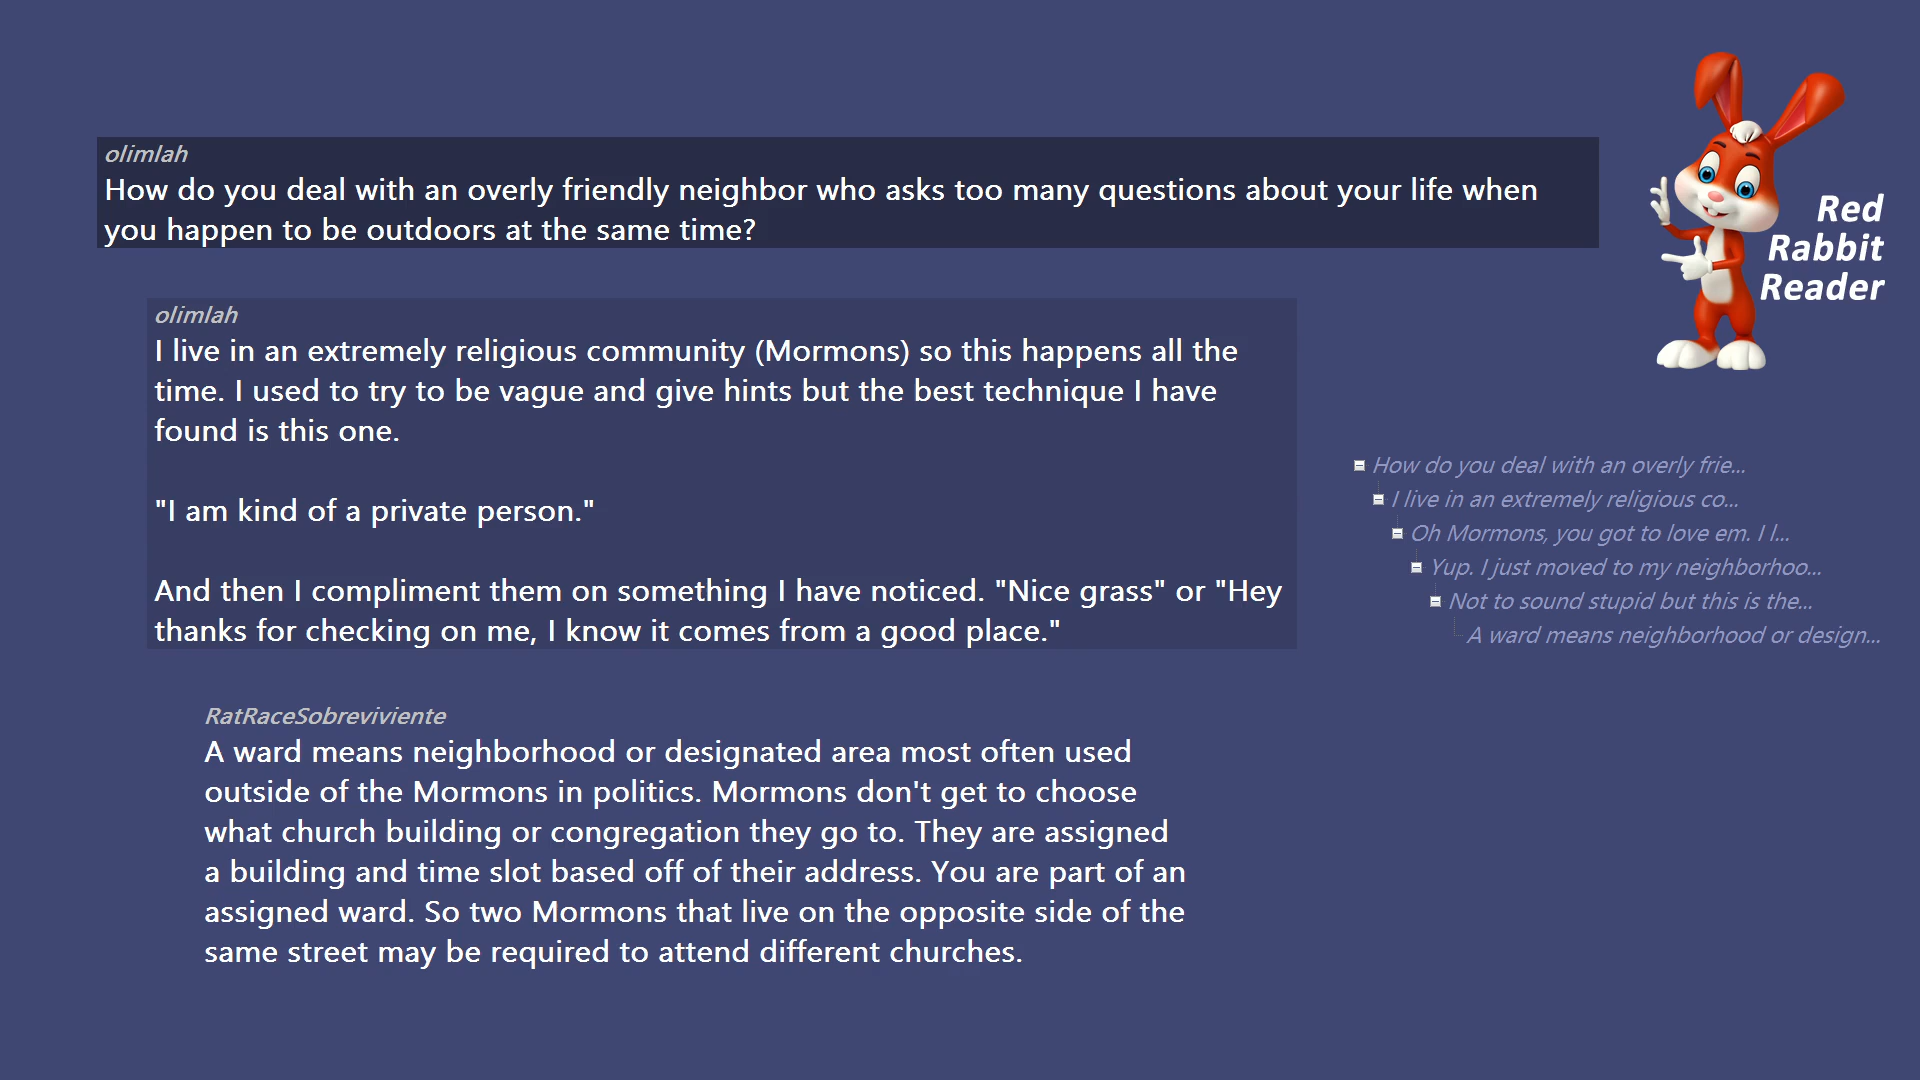 olimlah
How do you deal with an overly friendly neighbor who asks too many questions about your life when
you happen to be outdoors at the same time?
olimlah
I live in an extremely religious community (Mormons) so this happens all the
time. I used to try to be vague and give hints but the best technique I have
found is this one.
"I am kind of a private person."
And then I compliment them on something I have noticed. "Nice grass" or "Hey
thanks for checking on me, I know it comes from a good place."
RatRaceSobreviviente
A ward means neighborhood or designated area most often used
outside of the Mormons in politics. Mormons don't get to choose
what church building or congregation they go to. They are assigned
a building and time slot based off of their address. You are part of an
assigned ward. So two Mormons that live on the opposite side of the
same street may be required to attend different churches.
Red
Rabbit
Reader
How do you deal with an overly frie...
I live in an extremely religious co...
Oh Mormons, you got to love em. I l...
Yup. I just moved to my neighborhoo...
Not to sound stupid but this is the...
A ward means neighborhood or design...